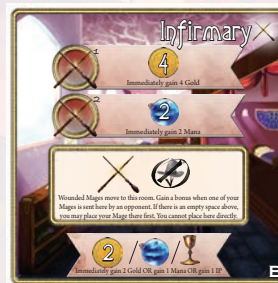 Infirmary
1
4
Immediately gain 4 Gold
2
2
Immediately gain 2 Mana
Wounded Mages move to this room. Gain a bonus when one of your
Mages is sent here by an opponent. If there is an empty space above,
you may place your Mage there first. You cannot place here directly.
2 / /
Immediately gain 2 Gold OR gain 1 Mana OR gain 1 IP
B